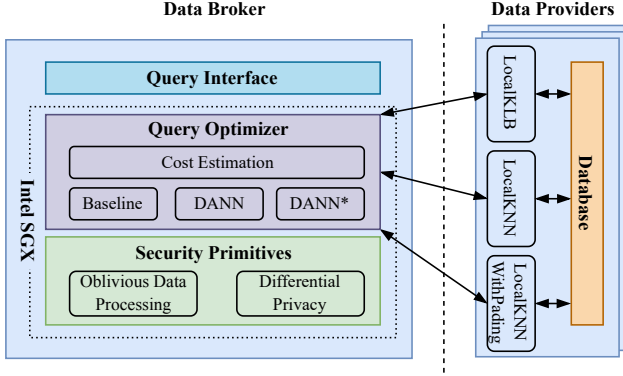 Data Broker
Data Providers
Query Interface
Intel SGX
Query Optimizer
Cost Estimation
Baseline
DANN
DANN*
Security Primitives
Oblivious Data
Processing
Differential
Privacy
LocalKLB
LocalKNN
LocalKNN
WithPading
Database